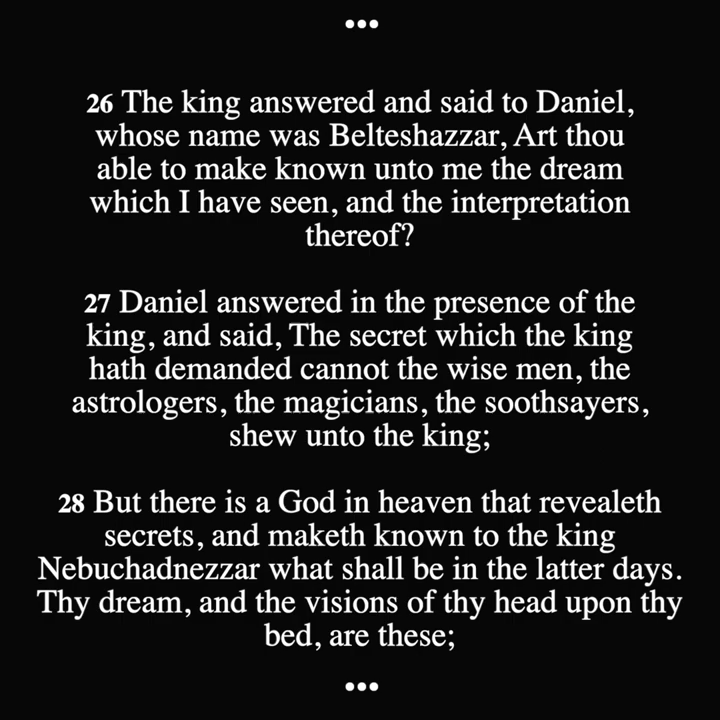 •••
26 The king answered and said to Daniel,
whose name was Belteshazzar, Art thou
able to make known unto me the dream
which I have seen, and the interpretation
thereof?
27 Daniel answered in the presence of the
king, and said, The secret which the king
hath demanded cannot the wise men, the
astrologers, the magicians, the soothsayers,
shew unto the king;
28 But there is a God in heaven that revealeth
secrets, and maketh known to the king
Nebuchadnezzar what shall be in the latter days.
Thy dream, and the visions of thy head upon thy
bed, are these;
•••